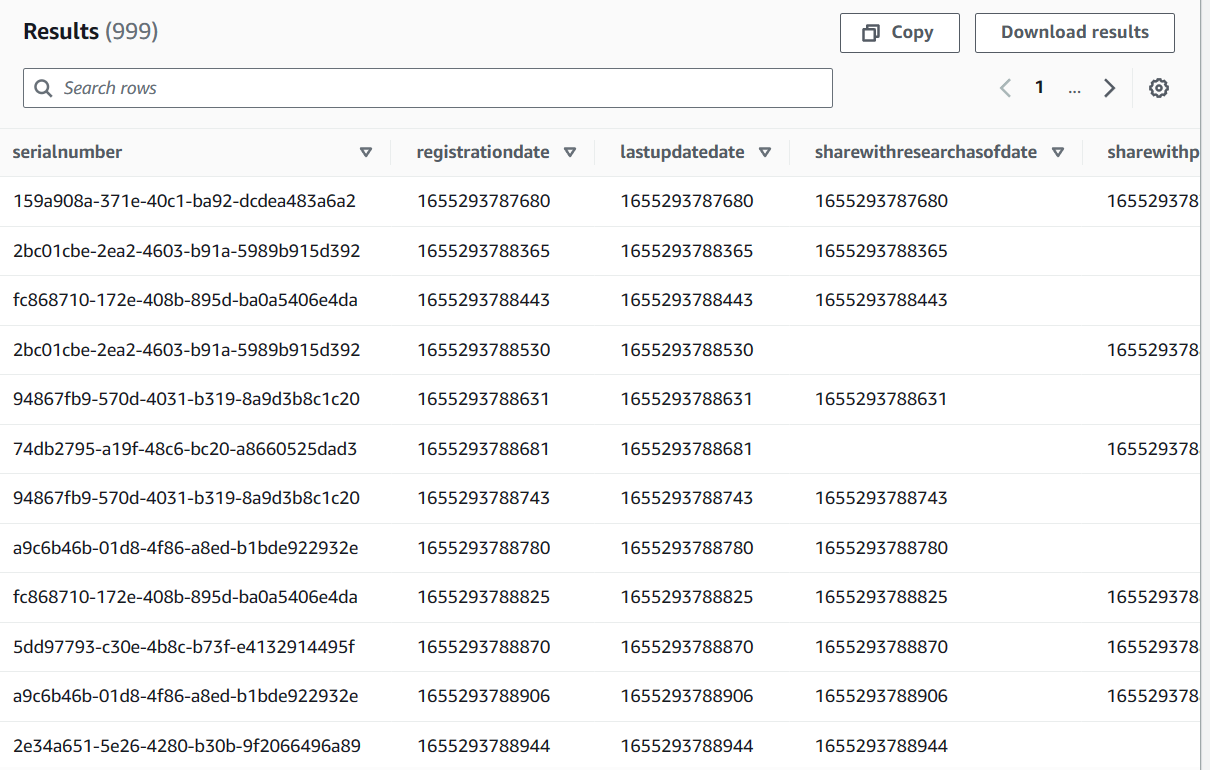 Results (999) Copy Download results
Search rows 1 ...
serialnumber registrationdate lastupdateddate sharewithresearchasofdate sharewithp
159a908a-371e-40c1-ba92-dcdea483a6a2 1655293787680 1655293787680 1655293787680 165529378
2bc01cbe-2ea2-4603-b91a-5989b915d392 1655293788365 1655293788365 1655293788365
fc868710-172e-408b-895d-ba0a5406e4da 1655293788443 1655293788443 1655293788443
2bc01cbe-2ea2-4603-b91a-5989b915d392 1655293788530 1655293788530 165529378
94867fb9-570d-4031-b319-8a9d3b8c1c20 1655293788631 1655293788631 1655293788631
74db2795-a19f-48c6-bc20-a8660525dad3 1655293788681 1655293788681 165529378
94867fb9-570d-4031-b319-8a9d3b8c1c20 1655293788743 1655293788743 1655293788743
a9c6b46b-01d8-4f86-a8ed-b1bde922932e 1655293788780 1655293788780 1655293788780
fc868710-172e-408b-895d-ba0a5406e4da 1655293788825 1655293788825 1655293788825 165529378
5dd97793-c30e-4b8c-b73f-e4132914495f 1655293788870 1655293788870 1655293788870 165529378
a9c6b46b-01d8-4f86-a8ed-b1bde922932e 1655293788906 1655293788906 1655293788906 165529378
2e34a651-5e26-4280-b30b-9f2066496a89 1655293788944 1655293788944 1655293788944